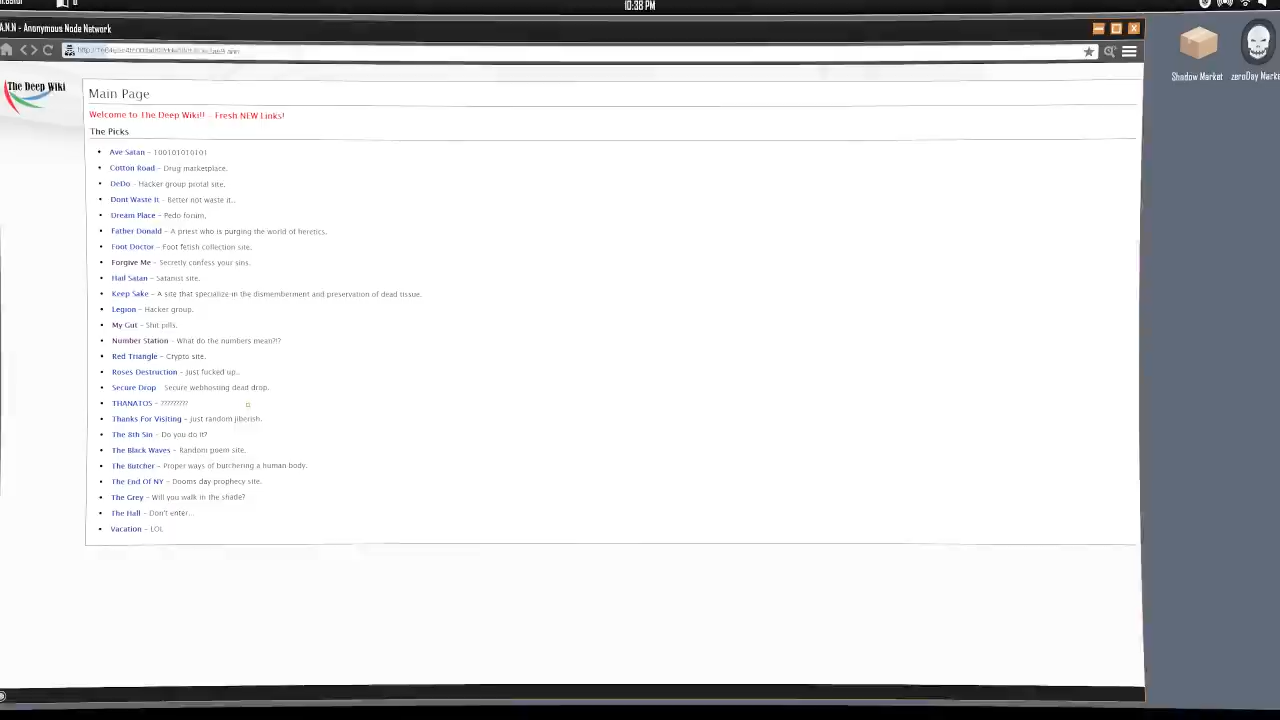 10:38 PM
A.N.N - Anonymous Node Network
The Deep Wiki
Shadow Market
zeroDay Marke
Main Page
Welcome to The Deep Wiki!! - Fresh NEW Links!
The Picks
Ave Satan - 100101010101
Cotton Road - Drug marketplace.
DeDo - Hacker group protal site.
Dont Waste It - Better not waste it..
Dream Place - Pedo forum.
Father Donald - A priest who is purging the world of heretics.
Foot Doctor - Foot fetish collection site.
Forgive Me - Secretly confess your sins.
Hail Satan - Satanist site.
Keep Sake - A site that specialize in the dismemberment and preservation of dead tissue.
Legion - Hacker group.
My Gut - Shit pills.
Number Station - What do the numbers mean?!?
Red Triangle - Crypto site.
Roses Destruction - Just fucked up..
Secure Drop - Secure webhosting dead drop.
THANATOS - ?????????
Thanks For Visiting - Just random jiberish.
The 8th Sin - Do you do it?
The Black Waves - Random poem site.
The Butcher - Proper ways of burchering a human body.
The End Of NY - Dooms day prophecy site.
The Grey - Will you walk in the shade?
The Hall - Don't enter...
Vacation - LOL